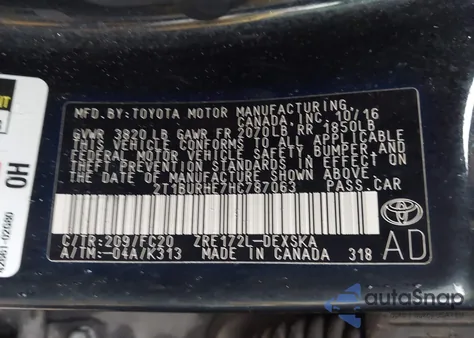 MFD.BY:TOYOTA MOTOR MANUFACTURING,
CANADA, INC. 10/16
GVWR 3820 LB GAWR FR 2070LB RR 1850LB
THIS VEHICLE CONFORMS TO ALL APPLICABLE
FEDERAL MOTOR VEHICLE SAFETY, BUMPER, AND
THEFT PREVENTION STANDARDS IN EFFECT ON
THE DATE OF MANUFACTURE SHOWN ABOVE.
2T1BURHE7HC787063 PASS.CAR
C/TR:209/FC20 ZRE172L-DEXSKA
A/TM:-04A/K313 MADE IN CANADA 318
AD
0H
42661-02G80
autoSnap